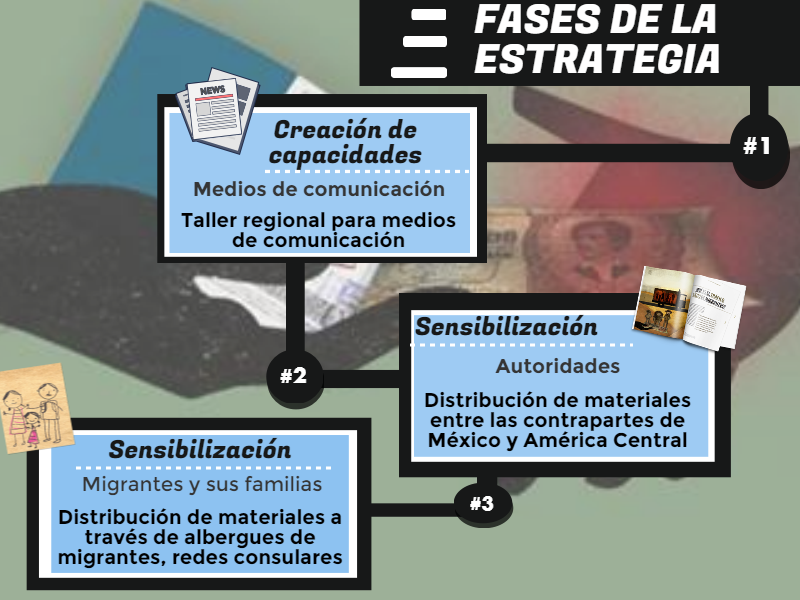 FASES DE LA
ESTRATEGIA
#1
NEWS
Creación de
capacidades
Medios de comunicación
Taller regional para medios
de comunicación
#2
Sensibilización
Autoridades
Distribución de materiales
entre las contrapartes de
México y América Central
#3
Sensibilización
Migrantes y sus familias
Distribución de materiales a
través de albergues de
migrantes, redes consulares